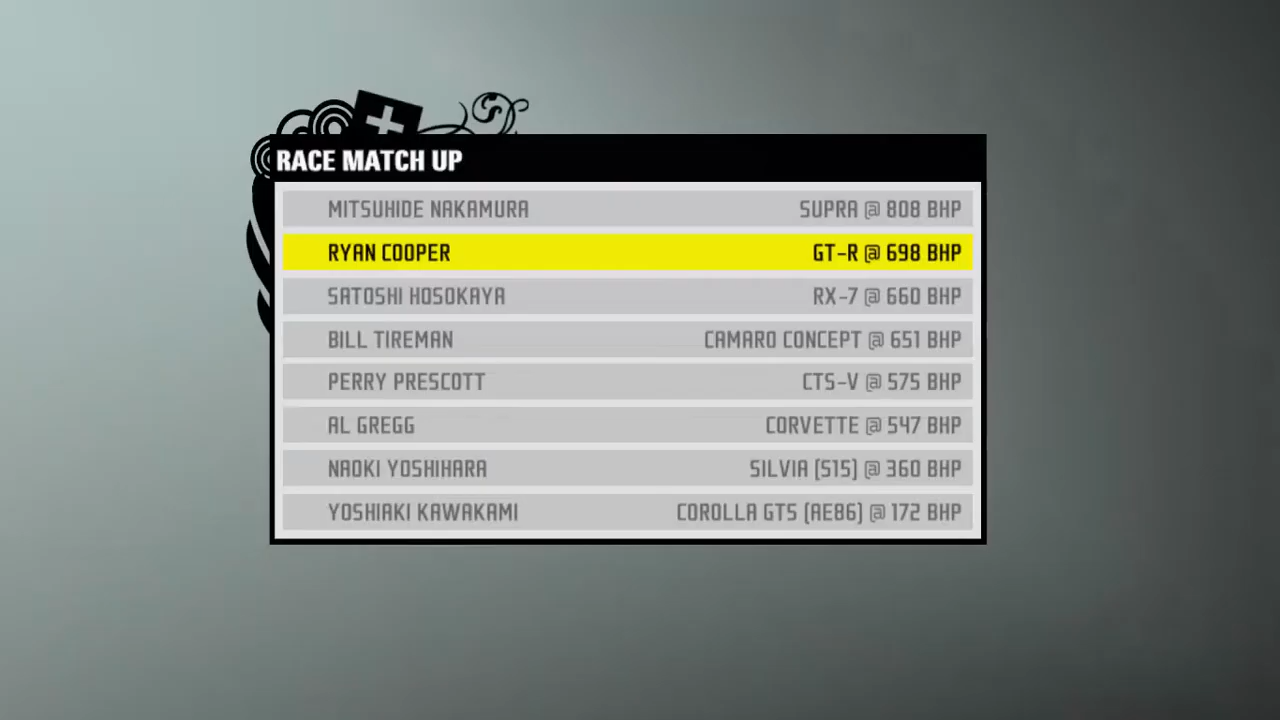 RACE MATCH UP
MITSUHIDE NAKAMURA SUPRA @ 808 BHP
RYAN COOPER GT-R @ 698 BHP
SATOSHI HOSOKAYA RX-7 @ 660 BHP
BILL TIREMAN CAMARO CONCEPT @ 651 BHP
PERRY PRESCOTT CTS-V @ 575 BHP
AL GREGG CORVETTE @ 547 BHP
NAOKI YOSHIHARA SILVIA (S15) @ 360 BHP
YOSHIAKI KAWAKAMI COROLLA GTS (AE86) @ 172 BHP